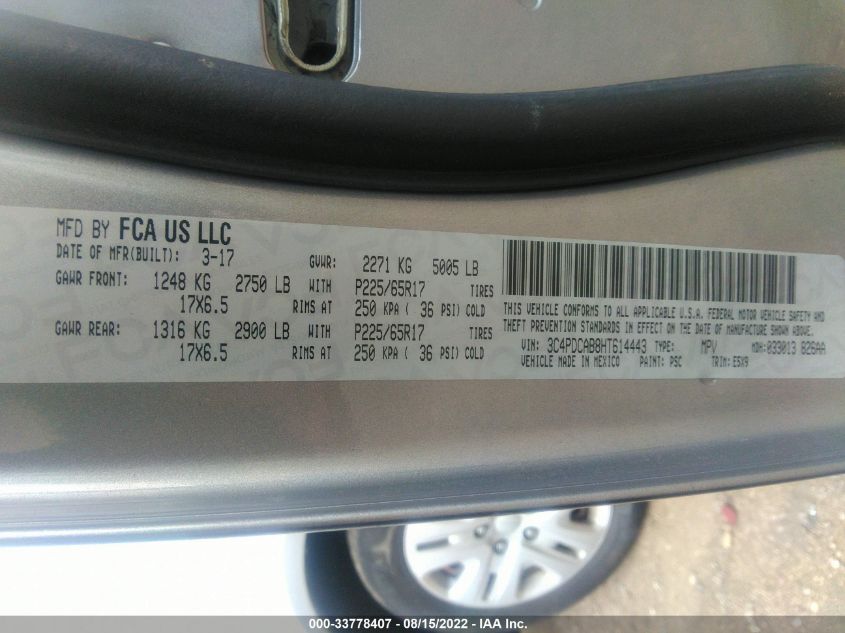 MFD BY FCA US LLC
DATE OF MFR(BUILT): 3-17 GVWR: 2271 KG 5005 LB
GAWR FRONT: 1248 KG 2750 LB WITH P225/65R17 TIRES
17X6.5 RIMS AT 250 KPA ( 36 PSI) COLD
GAWR REAR: 1316 KG 2900 LB WITH P225/65R17 TIRES
17X6.5 RIMS AT 250 KPA ( 36 PSI) COLD
THIS VEHICLE CONFORMS TO ALL APPLICABLE U.S.A. FEDERAL MOTOR VEHICLE SAFETY AND
THEFT PREVENTION STANDARDS IN EFFECT ON THE DATE OF MANUFACTURE SHOWN ABOVE.
VIN: 3C4PDCAB8HT614443 TYPE: MPV MDH: 033013 826AA
VEHICLE MADE IN MEXICO PAINT: PSC TRIM: E5X9
000-33778407 - 08/15/2022 - IAA Inc.